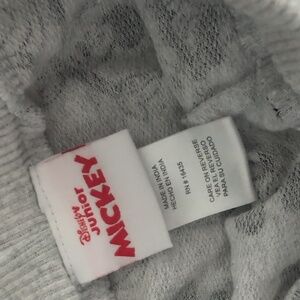 Disney
JUNIOR
MICKEY
MADE IN INDIA
HECHO EN INDIA
RN # 16435
CARE ON REVERSE
VEA EL REVERSO
PARA SU CUIDADO